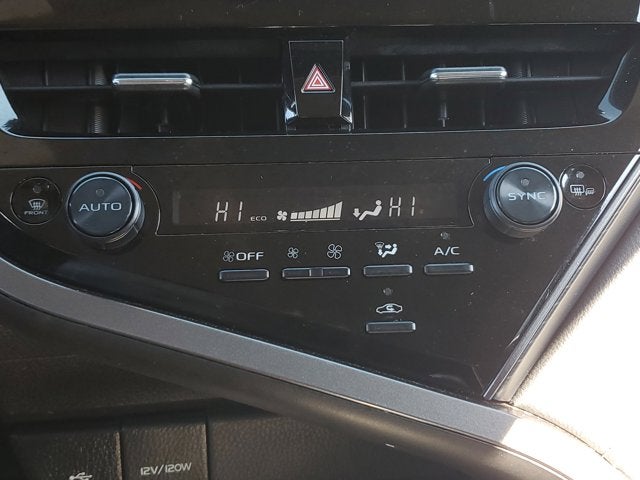 AUTO
FRONT
HI ECO HI
SYNC
OFF
A/C
12V/120W